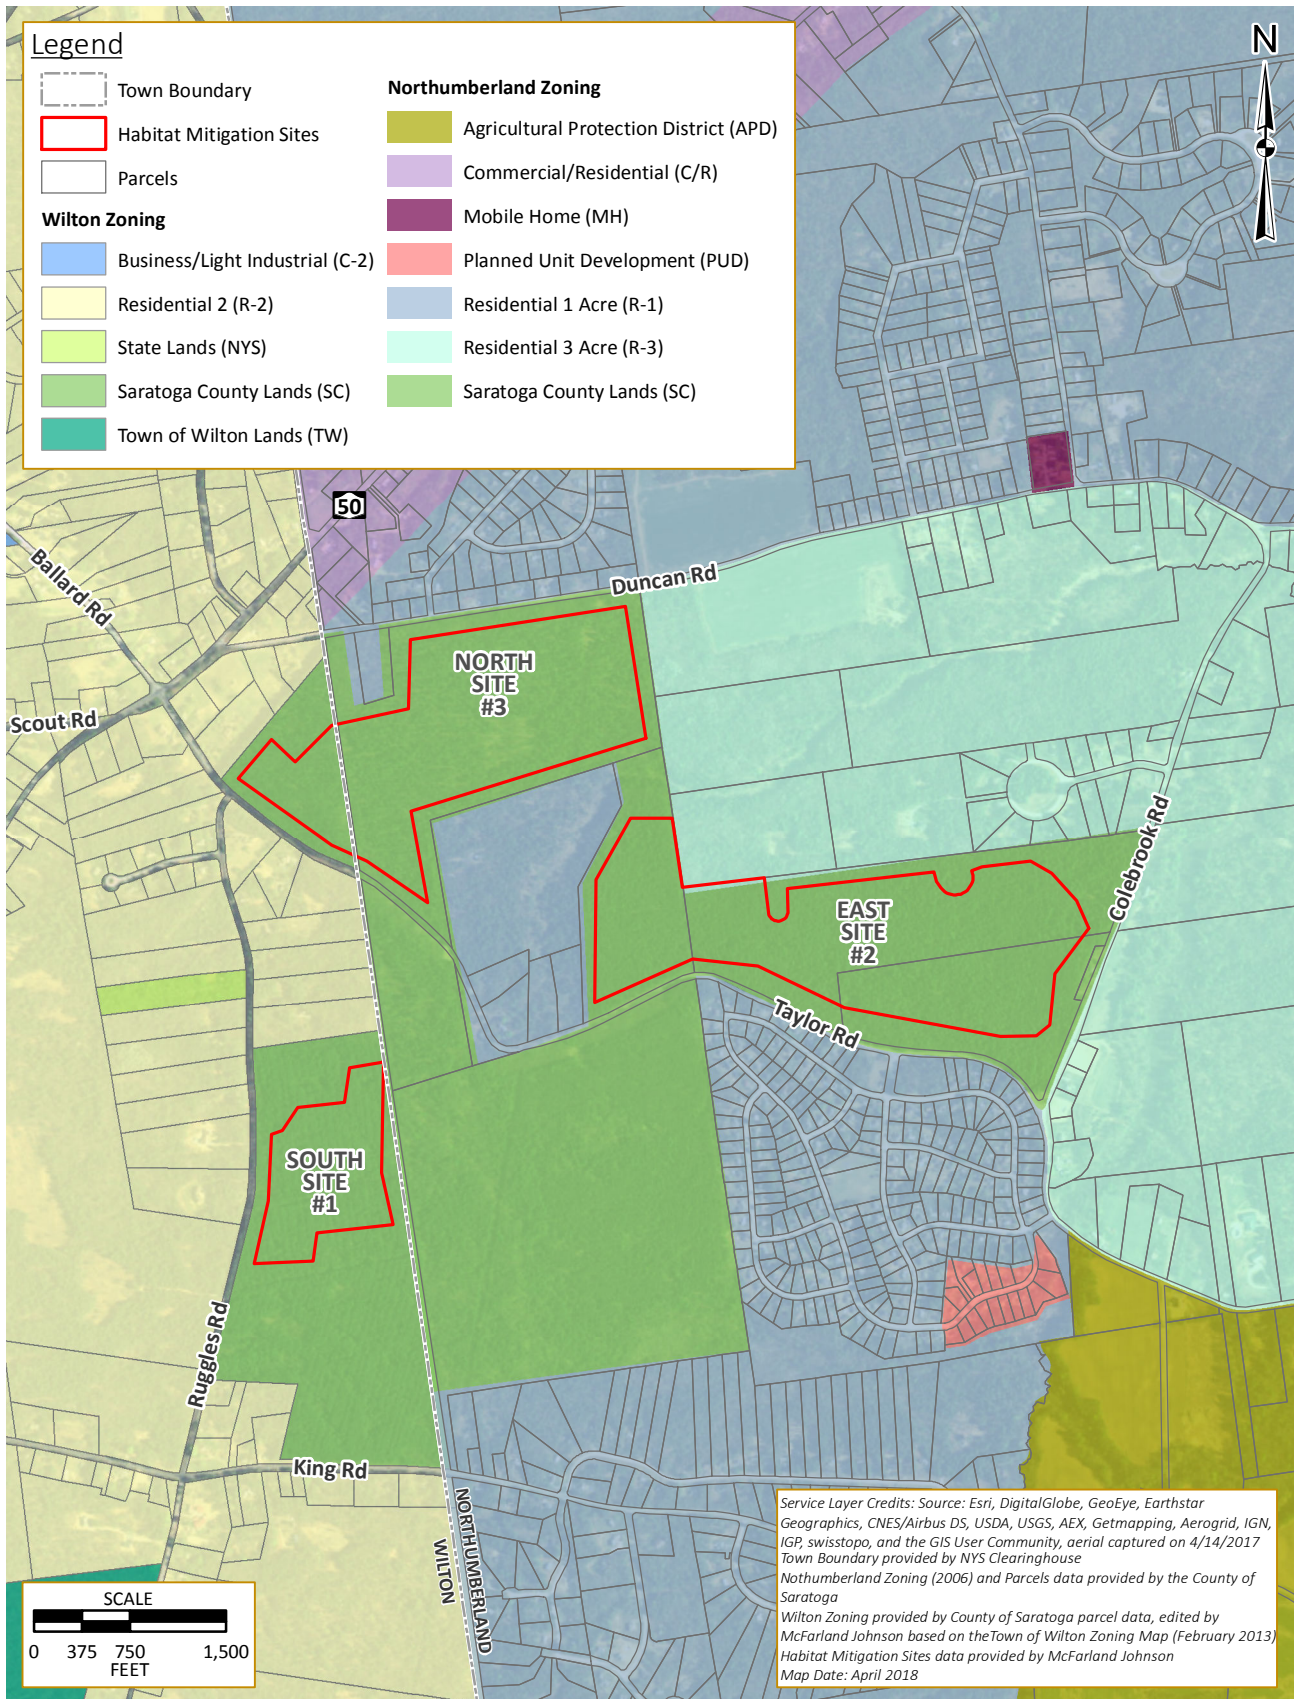 Legend
Town Boundary
Habitat Mitigation Sites
Parcels
Wilton Zoning
Business/Light Industrial (C-2)
Residential 2 (R-2)
State Lands (NYS)
Saratoga County Lands (SC)
Town of Wilton Lands (TW)
Northumberland Zoning
Agricultural Protection District (APD)
Commercial/Residential (C/R)
Mobile Home (MH)
Planned Unit Development (PUD)
Residential 1 Acre (R-1)
Residential 3 Acre (R-3)
Saratoga County Lands (SC)
N
50
Ballard Rd
Duncan Rd
Scout Rd
NORTH
SITE
#3
Colebrook Rd
EAST
SITE
#2
Taylor Rd
SOUTH
SITE
#1
Ruggles Rd
King Rd
NORTHUMBERLAND
WILTON
SCALE
0 375 750 1,500
FEET
Service Layer Credits: Source: Esri, DigitalGlobe, GeoEye, Earthstar
Geographics, CNES/Airbus DS, USDA, USGS, AEX, Getmapping, Aerogrid, IGN,
IGP, swisstopo, and the GIS User Community, aerial captured on 4/14/2017
Town Boundary provided by NYS Clearinghouse
Nothumberland Zoning (2006) and Parcels data provided by the County of
Saratoga
Wilton Zoning provided by County of Saratoga parcel data, edited by
McFarland Johnson based on theTown of Wilton Zoning Map (February 2013)
Habitat Mitigation Sites data provided by McFarland Johnson
Map Date: April 2018